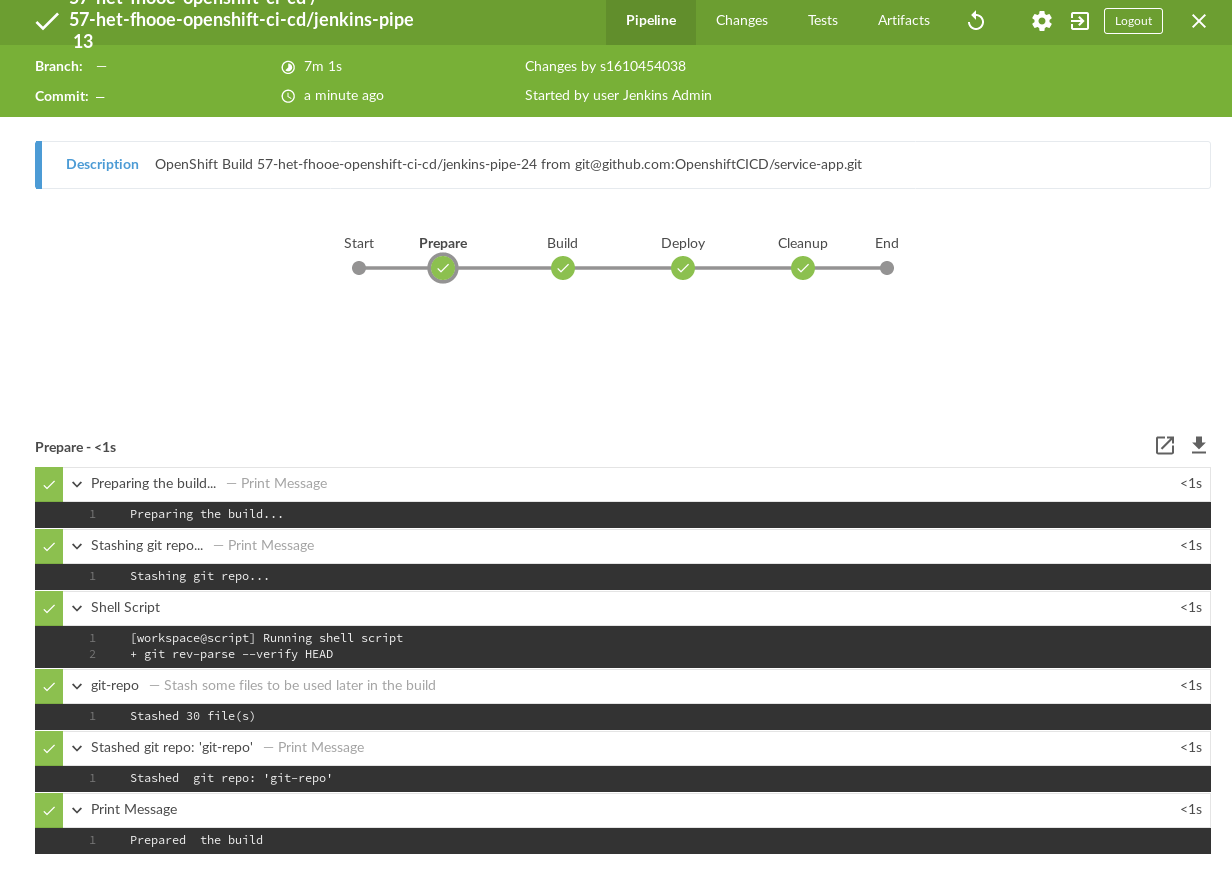 57-het-fhooe-openshift-ci-cd /
57-het-fhooe-openshift-ci-cd/jenkins-pipe
13
Pipeline Changes Tests Artifacts Logout
Branch: — 7m 1s Changes by s1610454038
Commit: — a minute ago Started by user Jenkins Admin
Description OpenShift Build 57-het-fhooe-openshift-ci-cd/jenkins-pipe-24 from git@github.com:OpenshiftCICD/service-app.git
Start Prepare Build Deploy Cleanup End
Prepare - <1s
Preparing the build... — Print Message <1s
1 Preparing the build...
Stashing git repo... — Print Message <1s
1 Stashing git repo...
Shell Script <1s
1 [workspace@script] Running shell script
2 + git rev-parse --verify HEAD
git-repo — Stash some files to be used later in the build <1s
1 Stashed 30 file(s)
Stashed git repo: 'git-repo' — Print Message <1s
1 Stashed  git repo: 'git-repo'
Print Message <1s
1 Prepared  the build